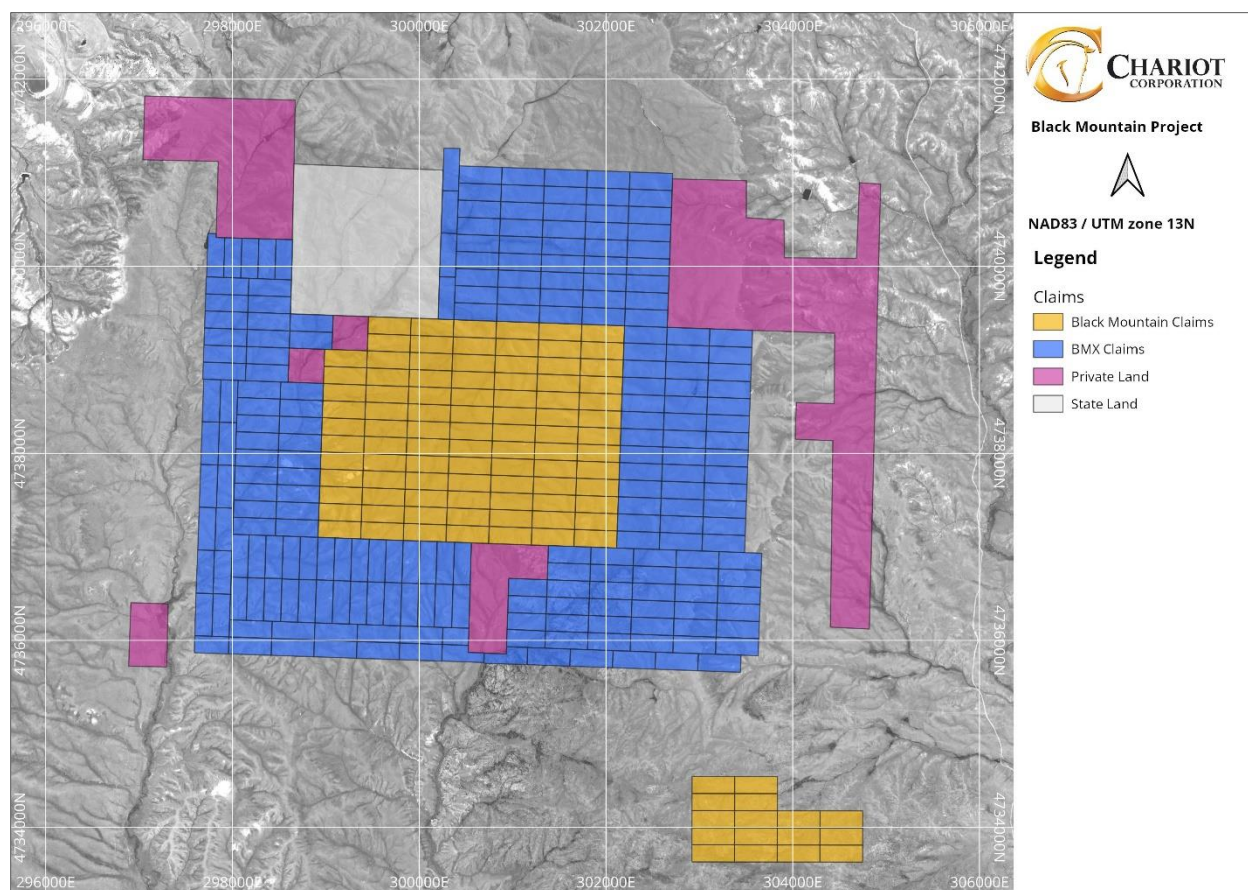 296000E 298000E 300000E 302000E 304000E 306000E
4742000N 4742000N
4740000N 4740000N
4738000N 4738000N
4736000N 4736000N
4734000N 4734000N
296000E 298000E 300000E 302000E 304000E 306000E
CHARIOT
CORPORATION
Black Mountain Project
NAD83 / UTM zone 13N
Legend
Claims
Black Mountain Claims
BMX Claims
Private Land
State Land